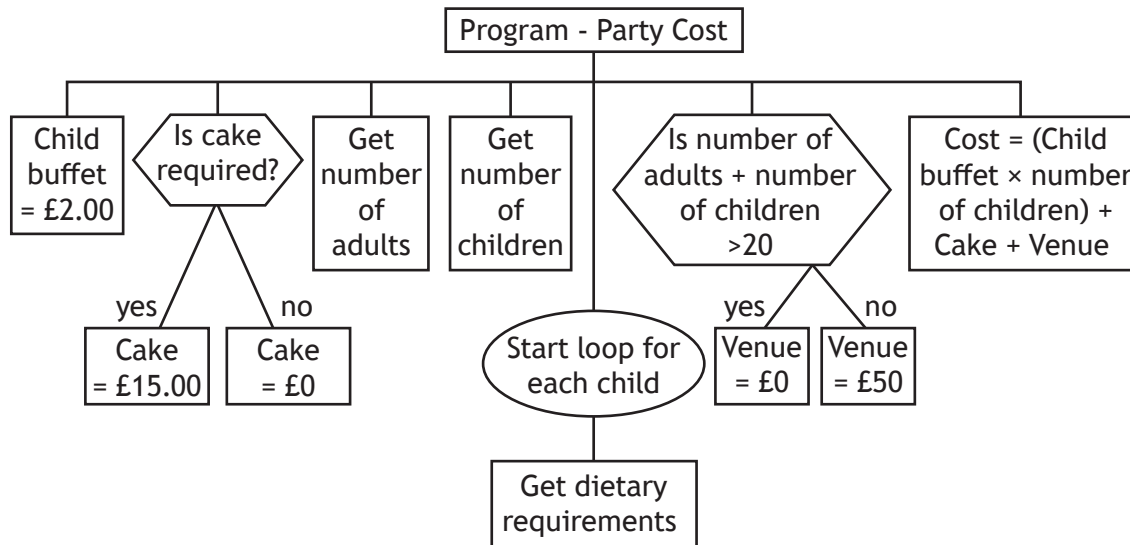 Program - Party Cost
Child
buffet
= £2.00
Is cake
required?
yes
no
Cake
= £15.00
Cake
= £0
Get
number
of
adults
Get
number
of
children
Start loop for
each child
Get dietary
requirements
Is number of
adults + number
of children
>20
yes
no
Venue
= £0
Venue
= £50
Cost = (Child
buffet × number
of children) +
Cake + Venue